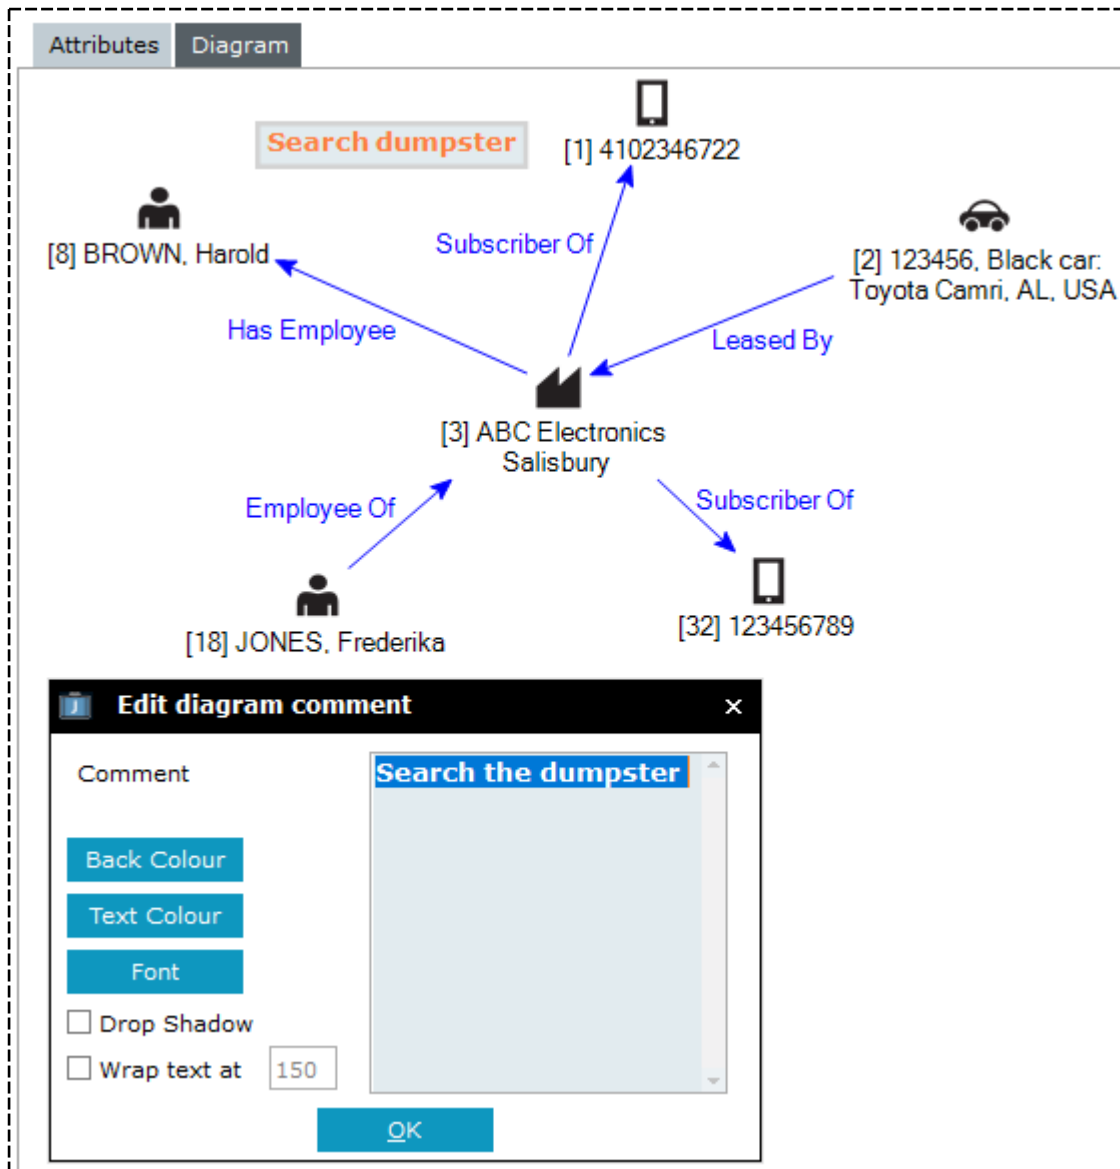 Attributes
Diagram
Search dumpster
[1] 4102346722
[8] BROWN, Harold
Subscriber Of
[2] 123456, Black car:
Toyota Camri, AL, USA
Has Employee
Leased By
[3] ABC Electronics
Salisbury
Employee Of
Subscriber Of
[18] JONES, Frederika
[32] 123456789
J
Edit diagram comment
×
Comment
Search the dumpster
Back Colour
Text Colour
Font
Drop Shadow
Wrap text at
150
OK